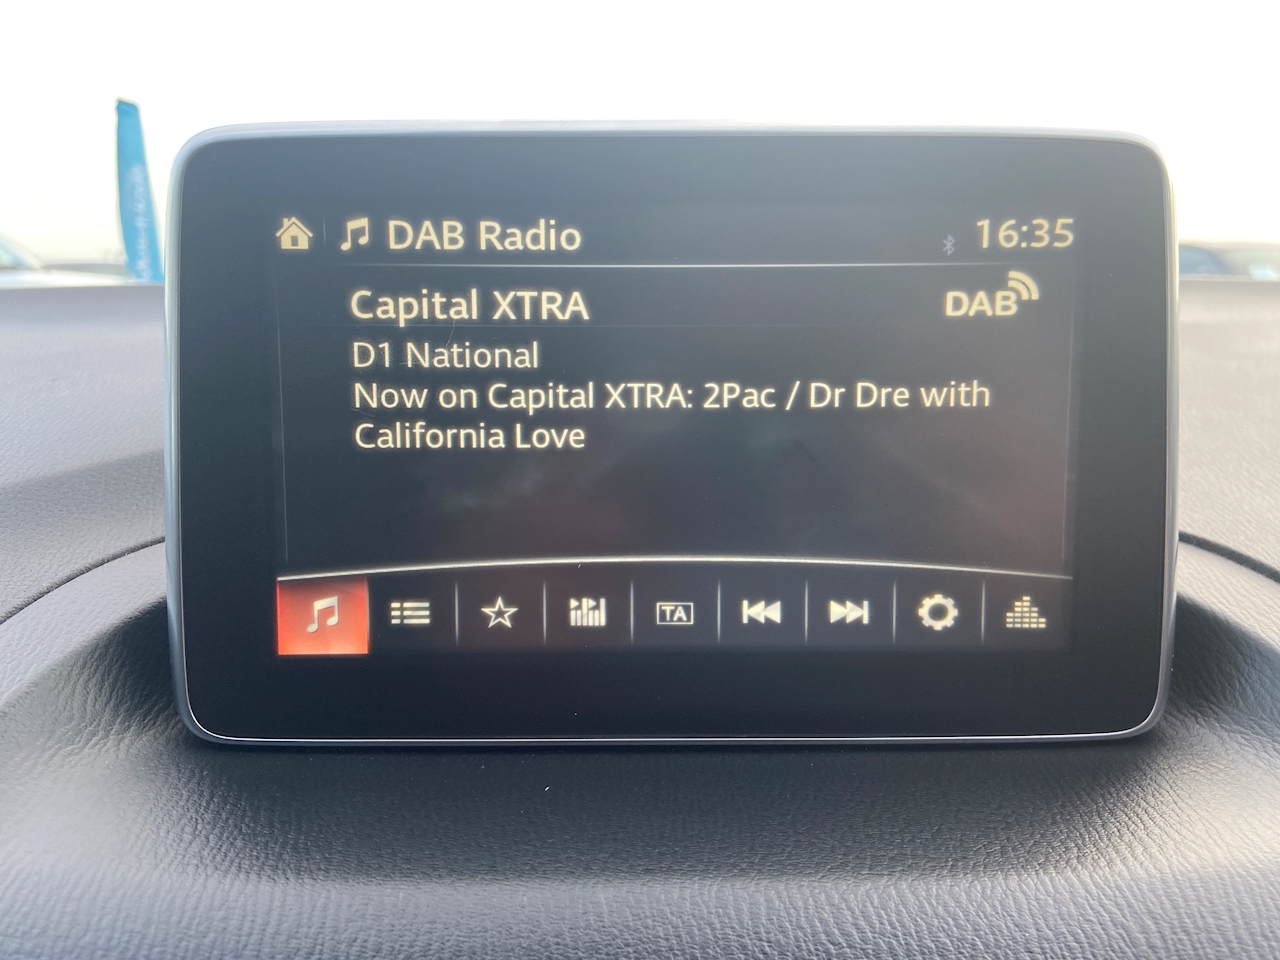 DAB Radio
16:35
Capital XTRA
DAB
D1 National
Now on Capital XTRA: 2Pac / Dr Dre with
California Love
TA